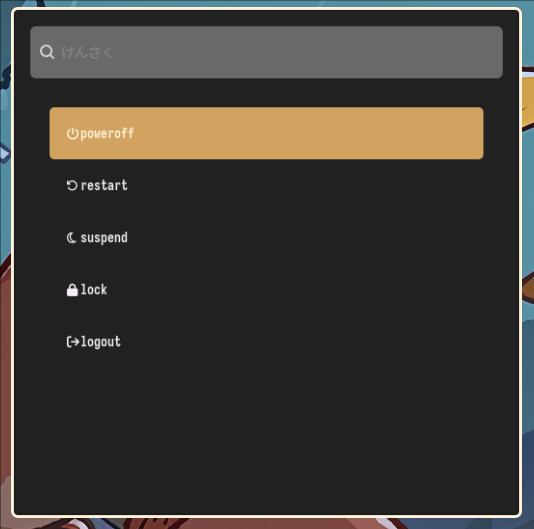 けんさく
poweroff
restart
suspend
lock
logout